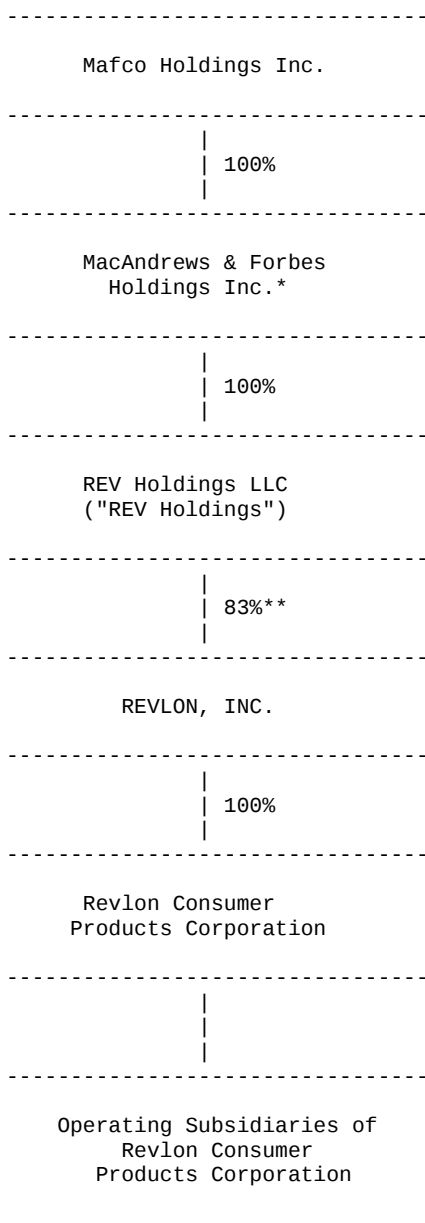 ---------------------------------
Mafco Holdings Inc.
---------------------------------
|
| 100%
|
---------------------------------
MacAndrews & Forbes
Holdings Inc.*
---------------------------------
|
| 100%
|
---------------------------------
REV Holdings LLC
("REV Holdings")
---------------------------------
|
| 83%**
|
---------------------------------
REVLON, INC.
---------------------------------
|
| 100%
|
---------------------------------
Revlon Consumer
Products Corporation
---------------------------------
|
|
|
---------------------------------
Operating Subsidiaries of
Revlon Consumer
Products Corporation